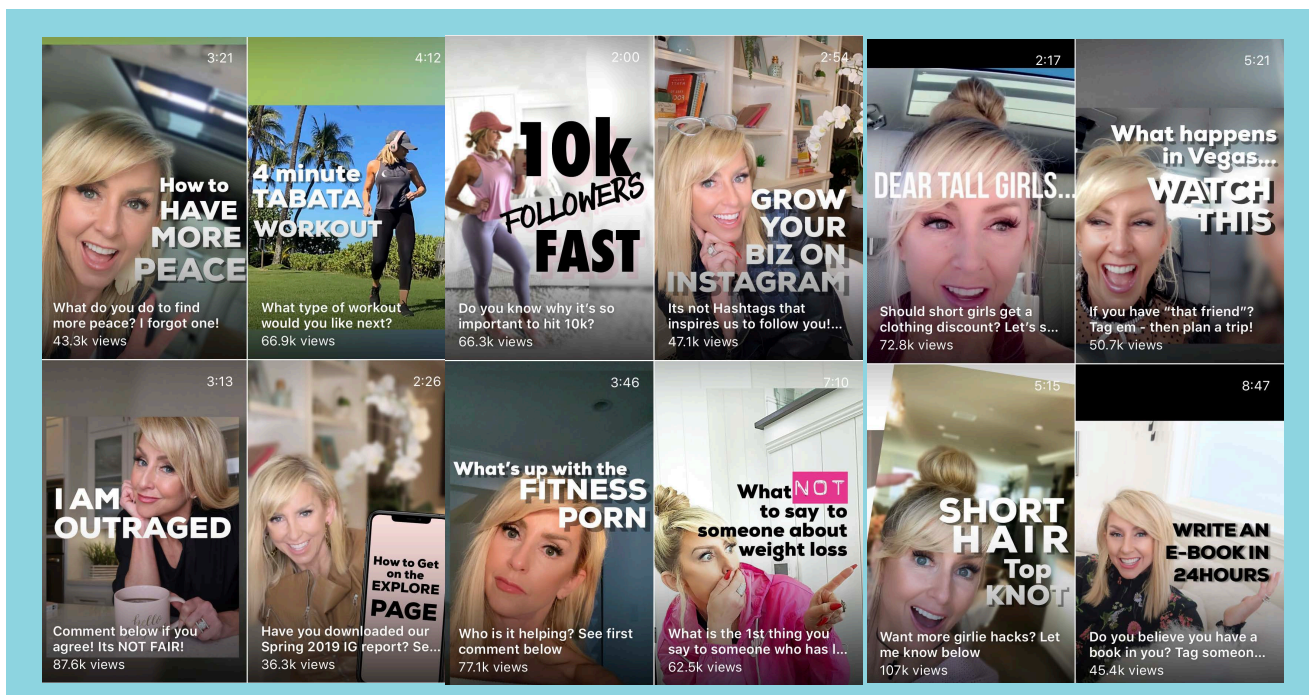 3:21
How to
HAVE
MORE
PEACE
What do you do to find
more peace? I forgot one!
43.3k views
4:12
4 minute
TABATA
WORKOUT
What type of workout
would you like next?
66.9k views
2:00
10k
FOLLOWERS
FAST
Do you know why it's so
important to hit 10k?
66.3k views
2:54
GROW
YOUR
BIZ ON
INSTAGRAM
Its not Hashtags that
inspires us to follow you!...
47.1k views
2:17
DEAR TALL GIRLS...
Should short girls get a
clothing discount? Let's s...
72.8k views
5:21
What happens
in Vegas...
WATCH
THIS
If you have "that friend"?
Tag em - then plan a trip!
50.7k views
3:13
I AM
OUTRAGED
Comment below if you
agree! Its NOT FAIR!
87.6k views
2:26
How to Get
on the
EXPLORE
PAGE
Have you downloaded our
Spring 2019 IG report? Se...
36.3k views
3:46
What's up with the
FITNESS
PORN
Who is it helping? See first
comment below
77.1k views
7:10
What NOT
to say to
someone about
weight loss
What is the 1st thing you
say to someone who has l...
62.5k views
5:15
SHORT
HAIR
Top
KNOT
Want more girlie hacks? Let
me know below
107k views
8:47
WRITE AN
E-BOOK IN
24HOURS
Do you believe you have a
book in you? Tag someon...
45.4k views